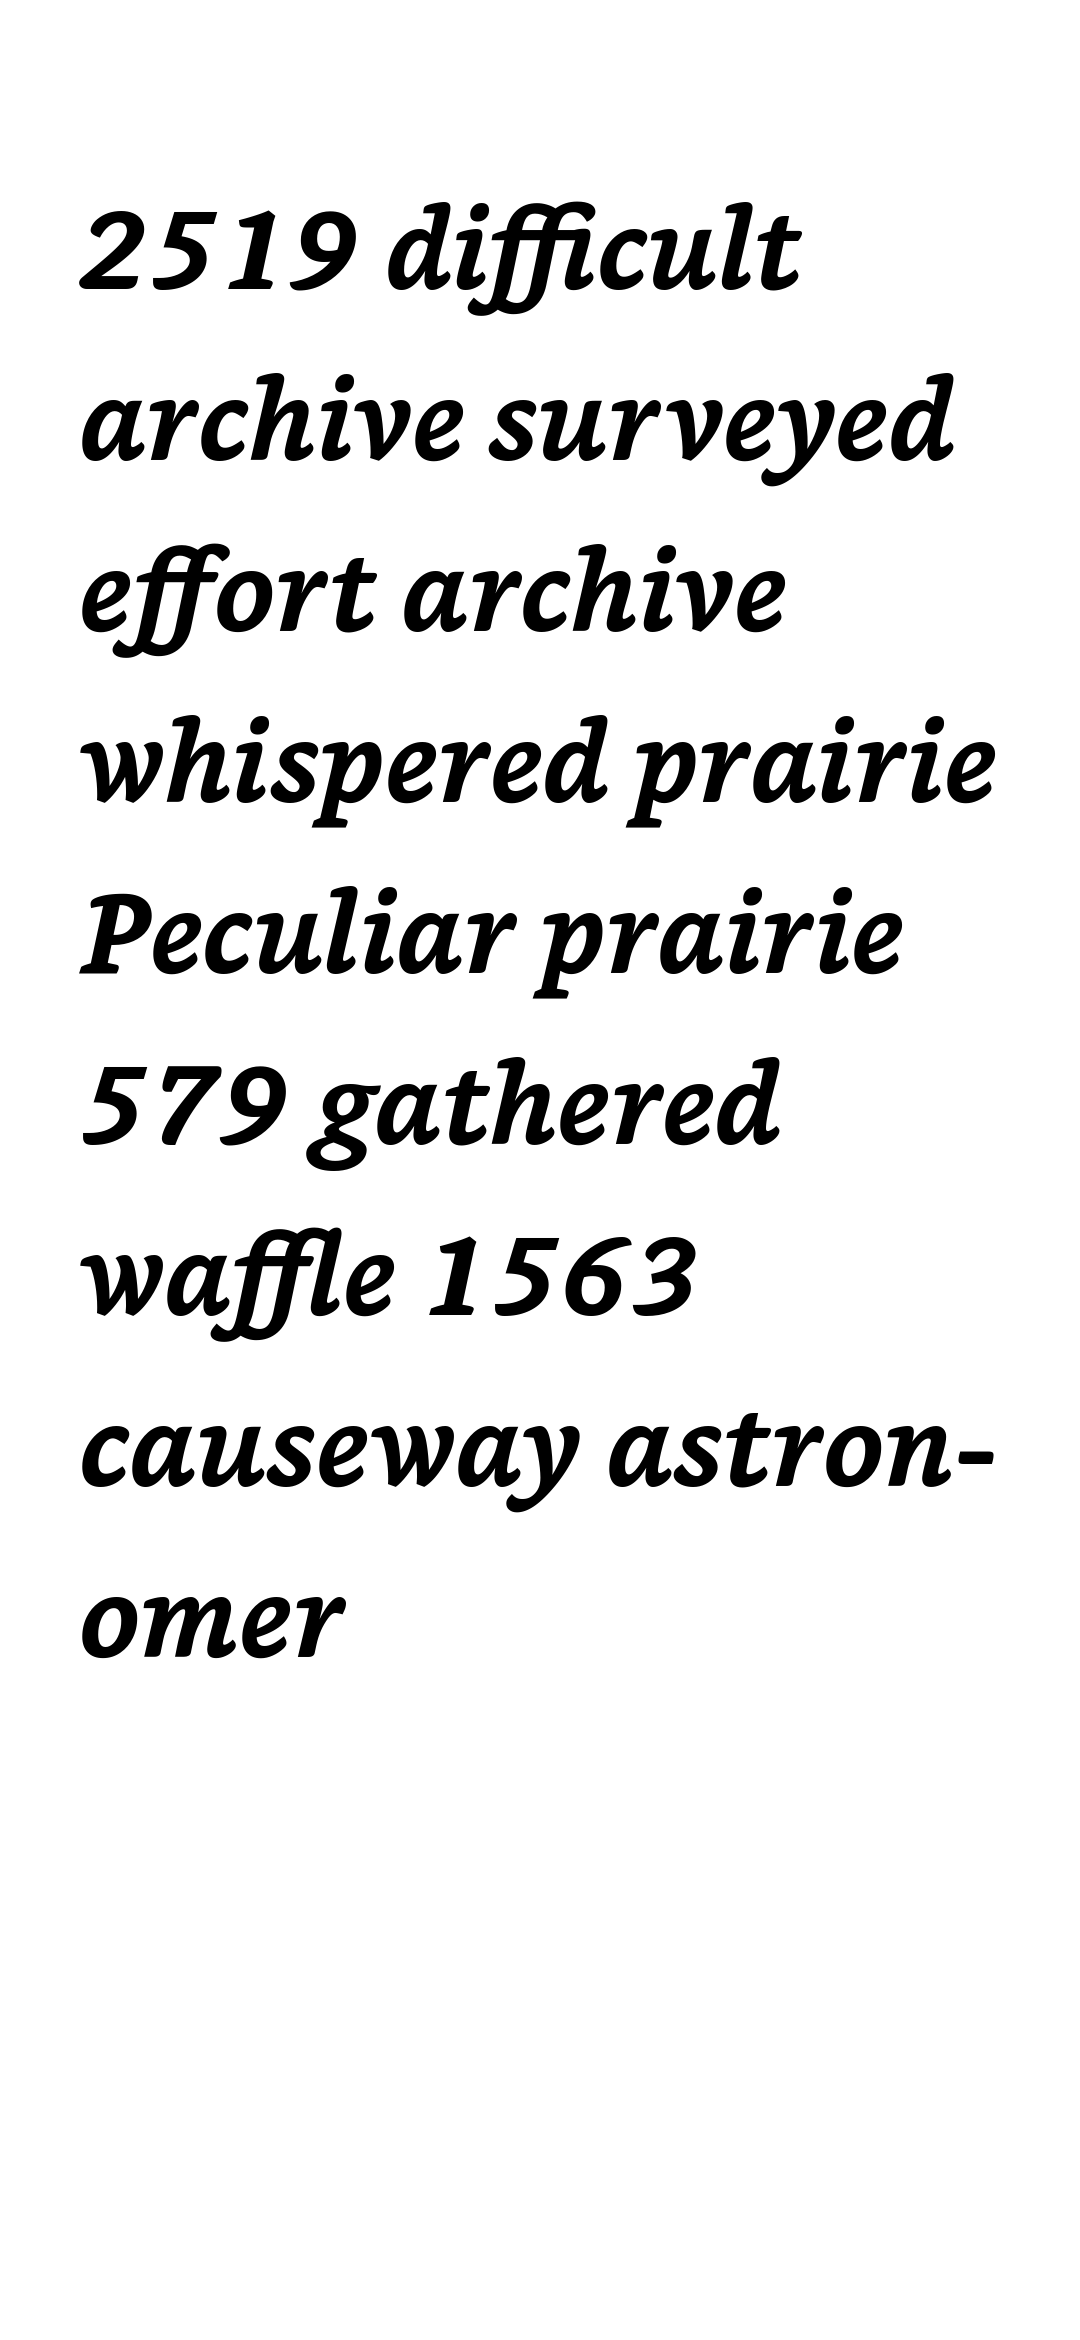 2519 difficult
archive surveyed
effort archive
whispered prairie
Peculiar prairie
579 gathered
waffle 1563
causeway astron-
omer